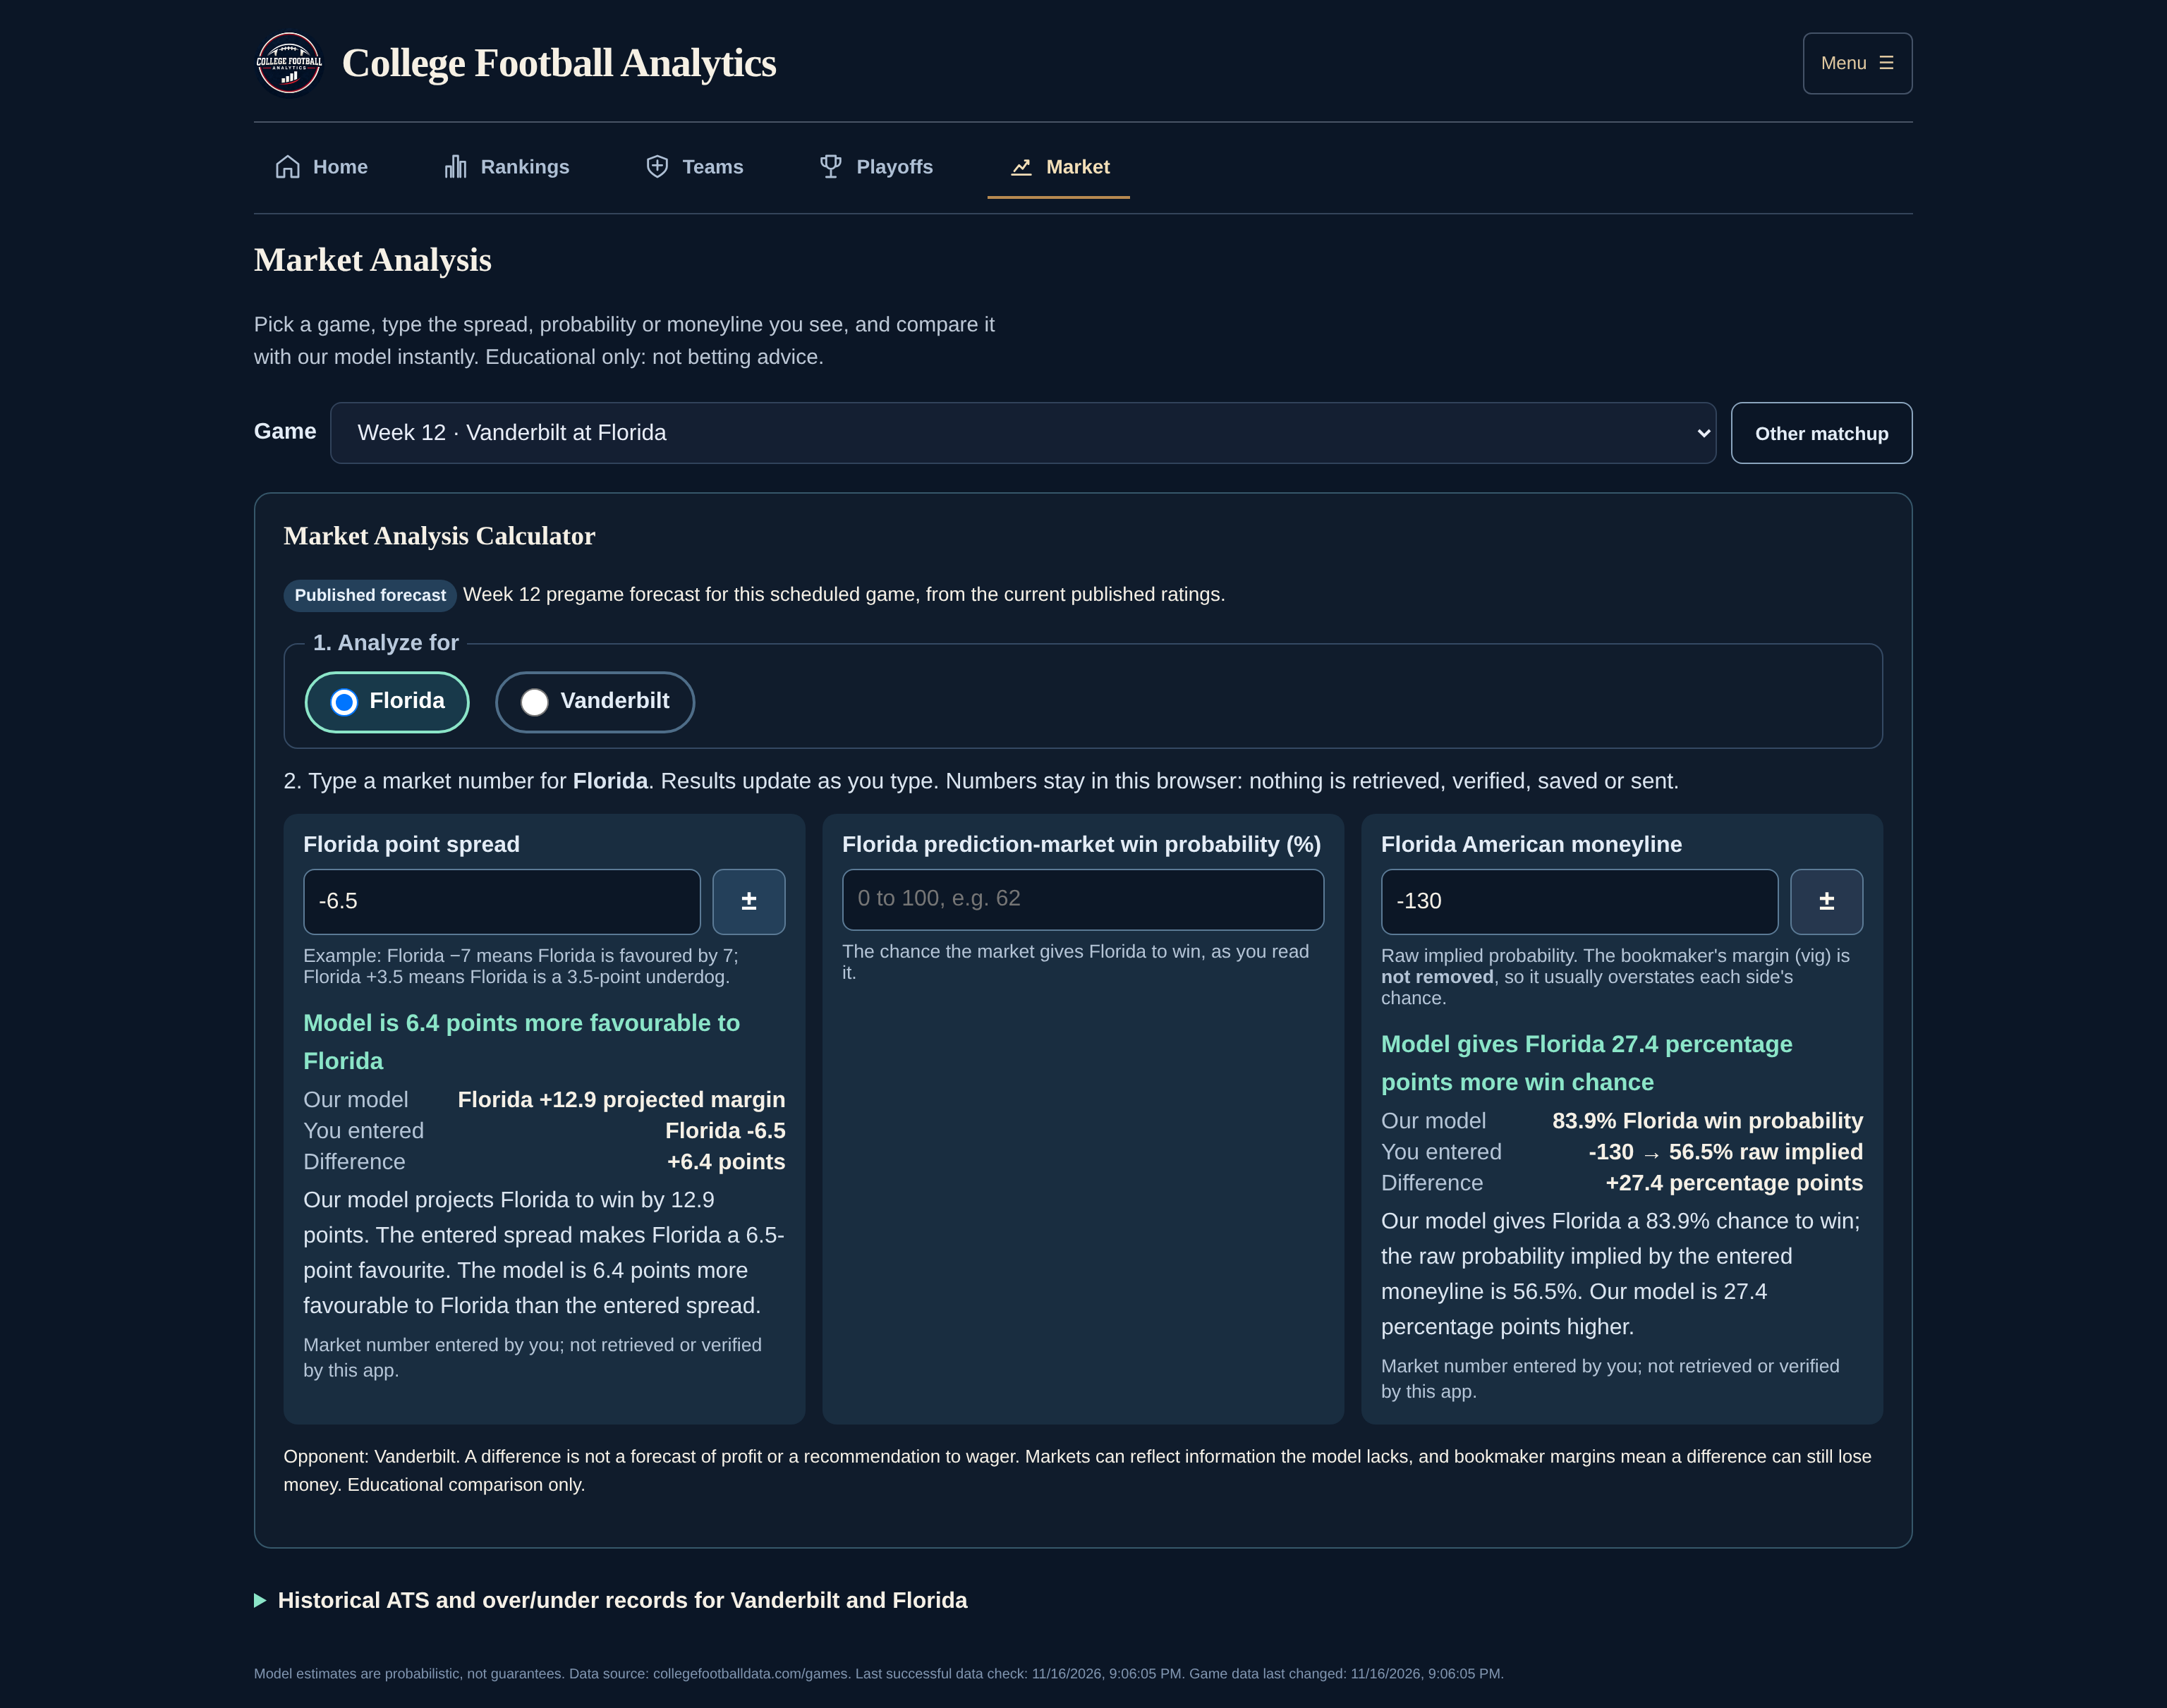 COLLEGE FOOTBALL
ANALYTICS
College Football Analytics
Menu ☰
Home
Rankings
Teams
Playoffs
Market
Market Analysis
Pick a game, type the spread, probability or moneyline you see, and compare it
with our model instantly. Educational only: not betting advice.
Game
Week 12 · Vanderbilt at Florida
Other matchup
Market Analysis Calculator
Published forecast Week 12 pregame forecast for this scheduled game, from the current published ratings.
1. Analyze for
Florida
Vanderbilt
2. Type a market number for Florida. Results update as you type. Numbers stay in this browser: nothing is retrieved, verified, saved or sent.
Florida point spread
-6.5
±
Example: Florida −7 means Florida is favoured by 7;
Florida +3.5 means Florida is a 3.5-point underdog.
Model is 6.4 points more favourable to
Florida
Our model Florida +12.9 projected margin
You entered Florida -6.5
Difference +6.4 points
Our model projects Florida to win by 12.9
points. The entered spread makes Florida a 6.5-
point favourite. The model is 6.4 points more
favourable to Florida than the entered spread.
Market number entered by you; not retrieved or verified
by this app.
Florida prediction-market win probability (%)
0 to 100, e.g. 62
The chance the market gives Florida to win, as you read
it.
Florida American moneyline
-130
±
Raw implied probability. The bookmaker's margin (vig) is
not removed, so it usually overstates each side's
chance.
Model gives Florida 27.4 percentage
points more win chance
Our model 83.9% Florida win probability
You entered -130 → 56.5% raw implied
Difference +27.4 percentage points
Our model gives Florida a 83.9% chance to win;
the raw probability implied by the entered
moneyline is 56.5%. Our model is 27.4
percentage points higher.
Market number entered by you; not retrieved or verified
by this app.
Opponent: Vanderbilt. A difference is not a forecast of profit or a recommendation to wager. Markets can reflect information the model lacks, and bookmaker margins mean a difference can still lose
money. Educational comparison only.
Historical ATS and over/under records for Vanderbilt and Florida
Model estimates are probabilistic, not guarantees. Data source: collegefootballdata.com/games. Last successful data check: 11/16/2026, 9:06:05 PM. Game data last changed: 11/16/2026, 9:06:05 PM.